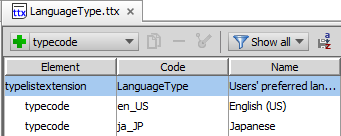 ttx LanguageType.ttx ×
typecode Show all a z
Element Code Name
typelistextension LanguageType Users' preferred lan...
typecode en_US English (US)
typecode ja_JP Japanese